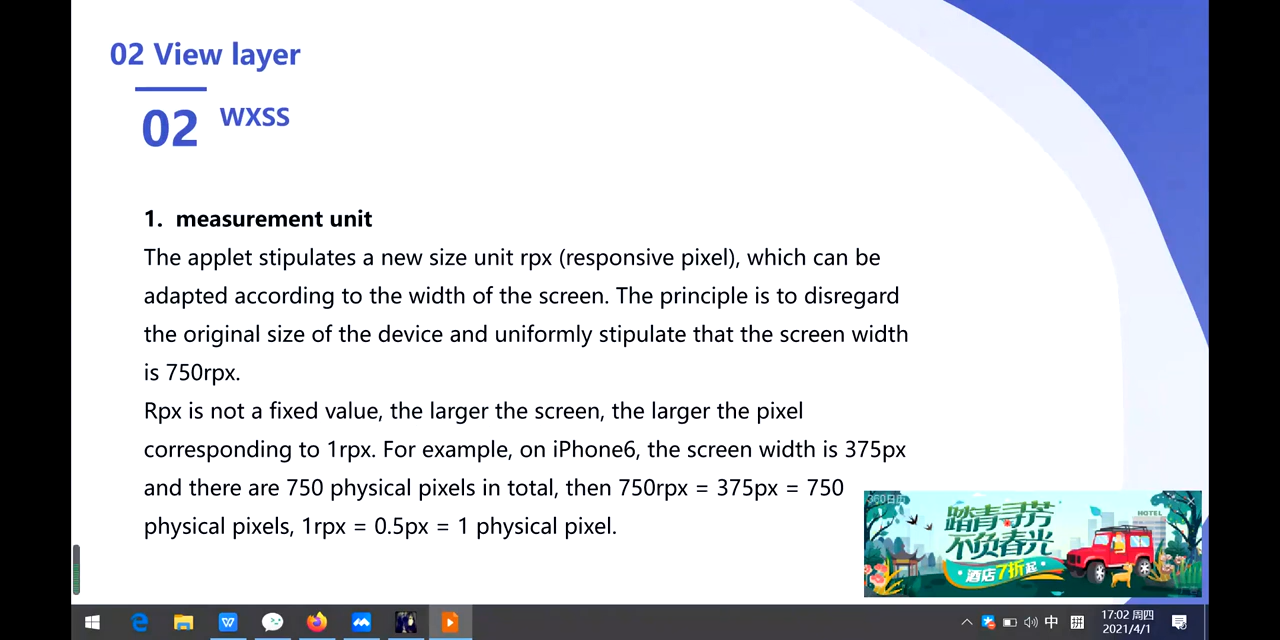 02 View layer
02 WXSS
1. measurement unit
The applet stipulates a new size unit rpx (responsive pixel), which can be
adapted according to the width of the screen. The principle is to disregard
the original size of the device and uniformly stipulate that the screen width
is 750rpx.
Rpx is not a fixed value, the larger the screen, the larger the pixel
corresponding to 1rpx. For example, on iPhone6, the screen width is 375px
and there are 750 physical pixels in total, then 750rpx = 375px = 750
physical pixels, 1rpx = 0.5px = 1 physical pixel.
踏青寻芳
不负春光
酒店7折起
HOTEL
中
拼
17:02 周四
2021/4/1